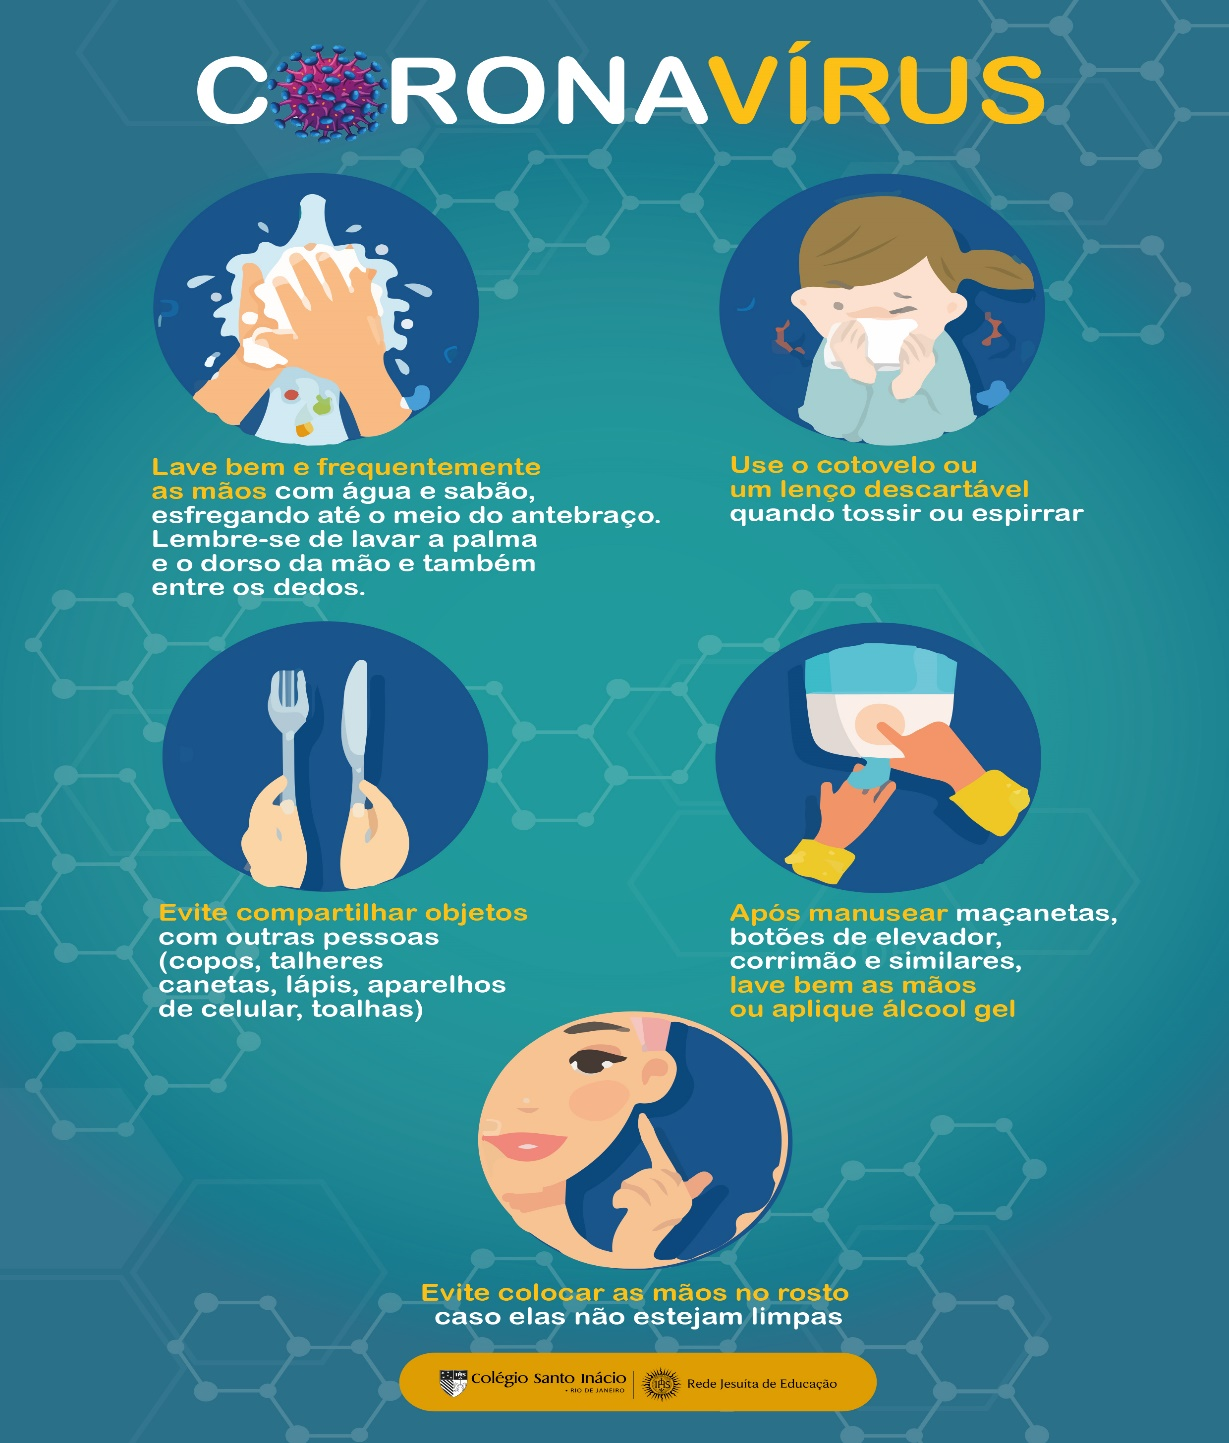 CORONAVÍRUS
Lave bem e frequentemente
as mãos com água e sabão,
esfregando até o meio do antebraço.
Lembre-se de lavar a palma
e o dorso da mão e também
entre os dedos.
Use o cotovelo ou
um lenço descartável
quando tossir ou espirrar
Evite compartilhar objetos
com outras pessoas
(copos, talheres
canetas, lápis, aparelhos
de celular, toalhas)
Após manusear maçanetas,
botões de elevador,
corrimão e similares,
lave bem as mãos
ou aplique álcool gel
Evite colocar as mãos no rosto
caso elas não estejam limpas
Colégio Santo Inácio
• RIO DE JANEIRO
IHS
Rede Jesuíta de Educação